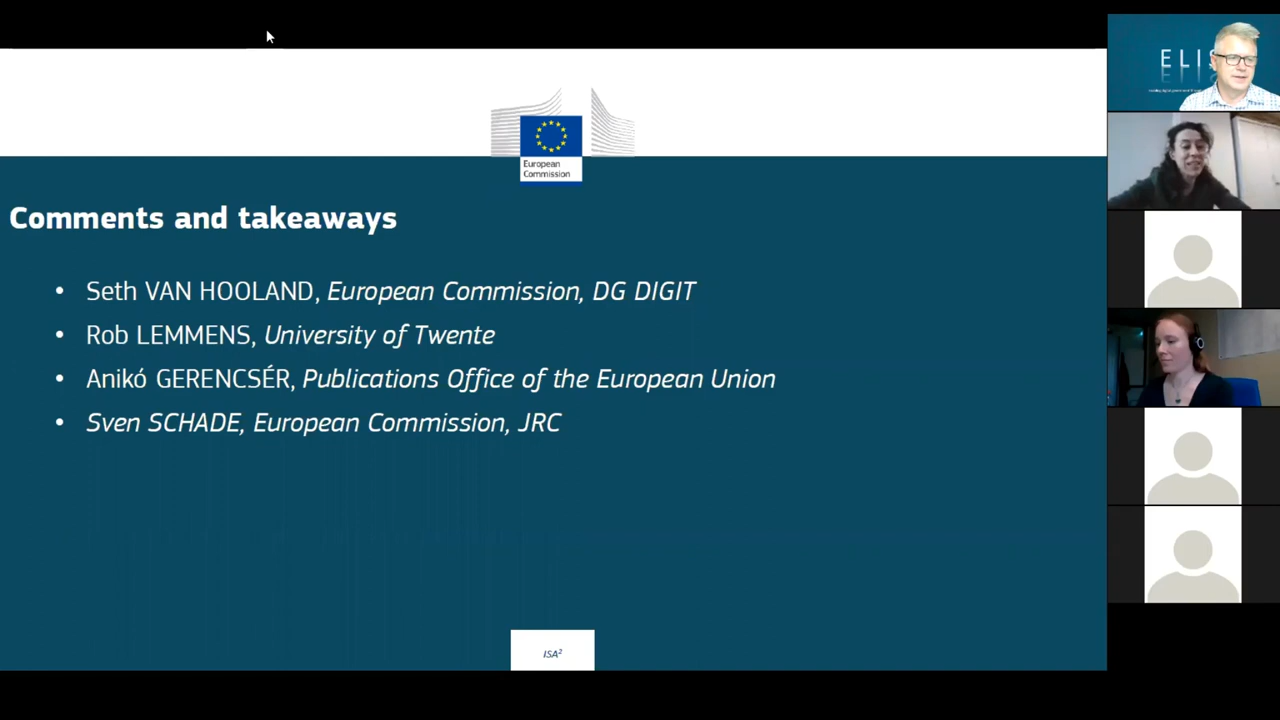 ELIS
European
Commission
Comments and takeaways
• Seth VAN HOOLAND, European Commission, DG DIGIT
• Rob LEMMENS, University of Twente
• Anikó GERENCSÉR, Publications Office of the European Union
• Sven SCHADE, European Commission, JRC
ISA²